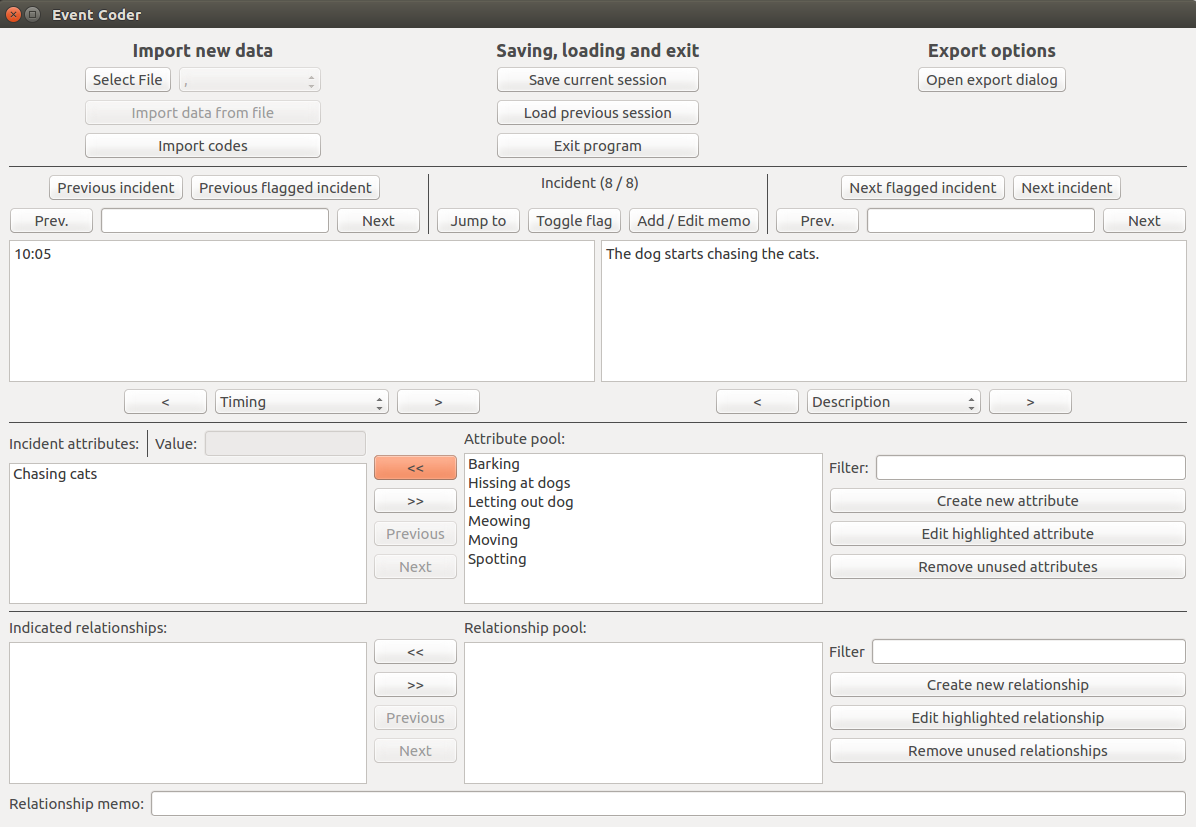 Event Coder
Import new data
Saving, loading and exit
Export options
Select File
,
Save current session
Open export dialog
Import data from file
Load previous session
Import codes
Exit program
Previous incident
Previous flagged incident
Incident (8 / 8)
Next flagged incident
Next incident
Prev.
Next
Jump to
Toggle flag
Add / Edit memo
Prev.
Next
10:05
The dog starts chasing the cats.
<
Timing
>
<
Description
>
Incident attributes:
Value:
Chasing cats
<<
>>
Previous
Next
Attribute pool:
Barking
Hissing at dogs
Letting out dog
Meowing
Moving
Spotting
Filter:
Create new attribute
Edit highlighted attribute
Remove unused attributes
Indicated relationships:
<<
>>
Previous
Next
Relationship pool:
Filter
Create new relationship
Edit highlighted relationship
Remove unused relationships
Relationship memo: